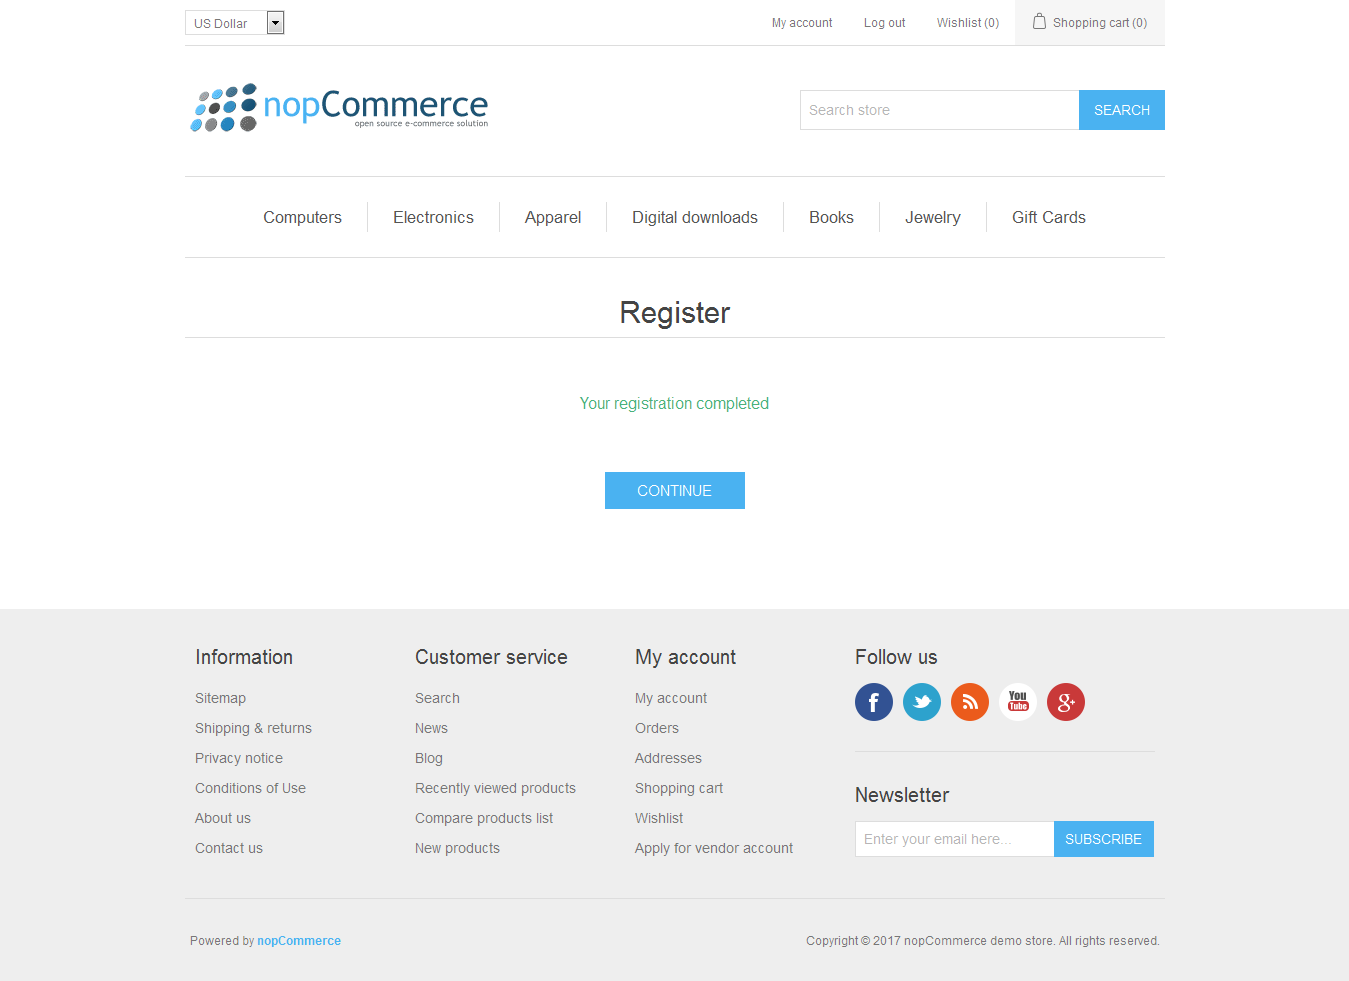 US Dollar
My account
Log out
Wishlist (0)
Shopping cart (0)
nopCommerce
open source e-commerce solution
Search store
SEARCH
Computers
Electronics
Apparel
Digital downloads
Books
Jewelry
Gift Cards
Register
Your registration completed
CONTINUE
Information
Sitemap
Shipping & returns
Privacy notice
Conditions of Use
About us
Contact us
Customer service
Search
News
Blog
Recently viewed products
Compare products list
New products
My account
My account
Orders
Addresses
Shopping cart
Wishlist
Apply for vendor account
Follow us
f
You
Tube
g+
Newsletter
Enter your email here...
SUBSCRIBE
Powered by nopCommerce
Copyright © 2017 nopCommerce demo store. All rights reserved.